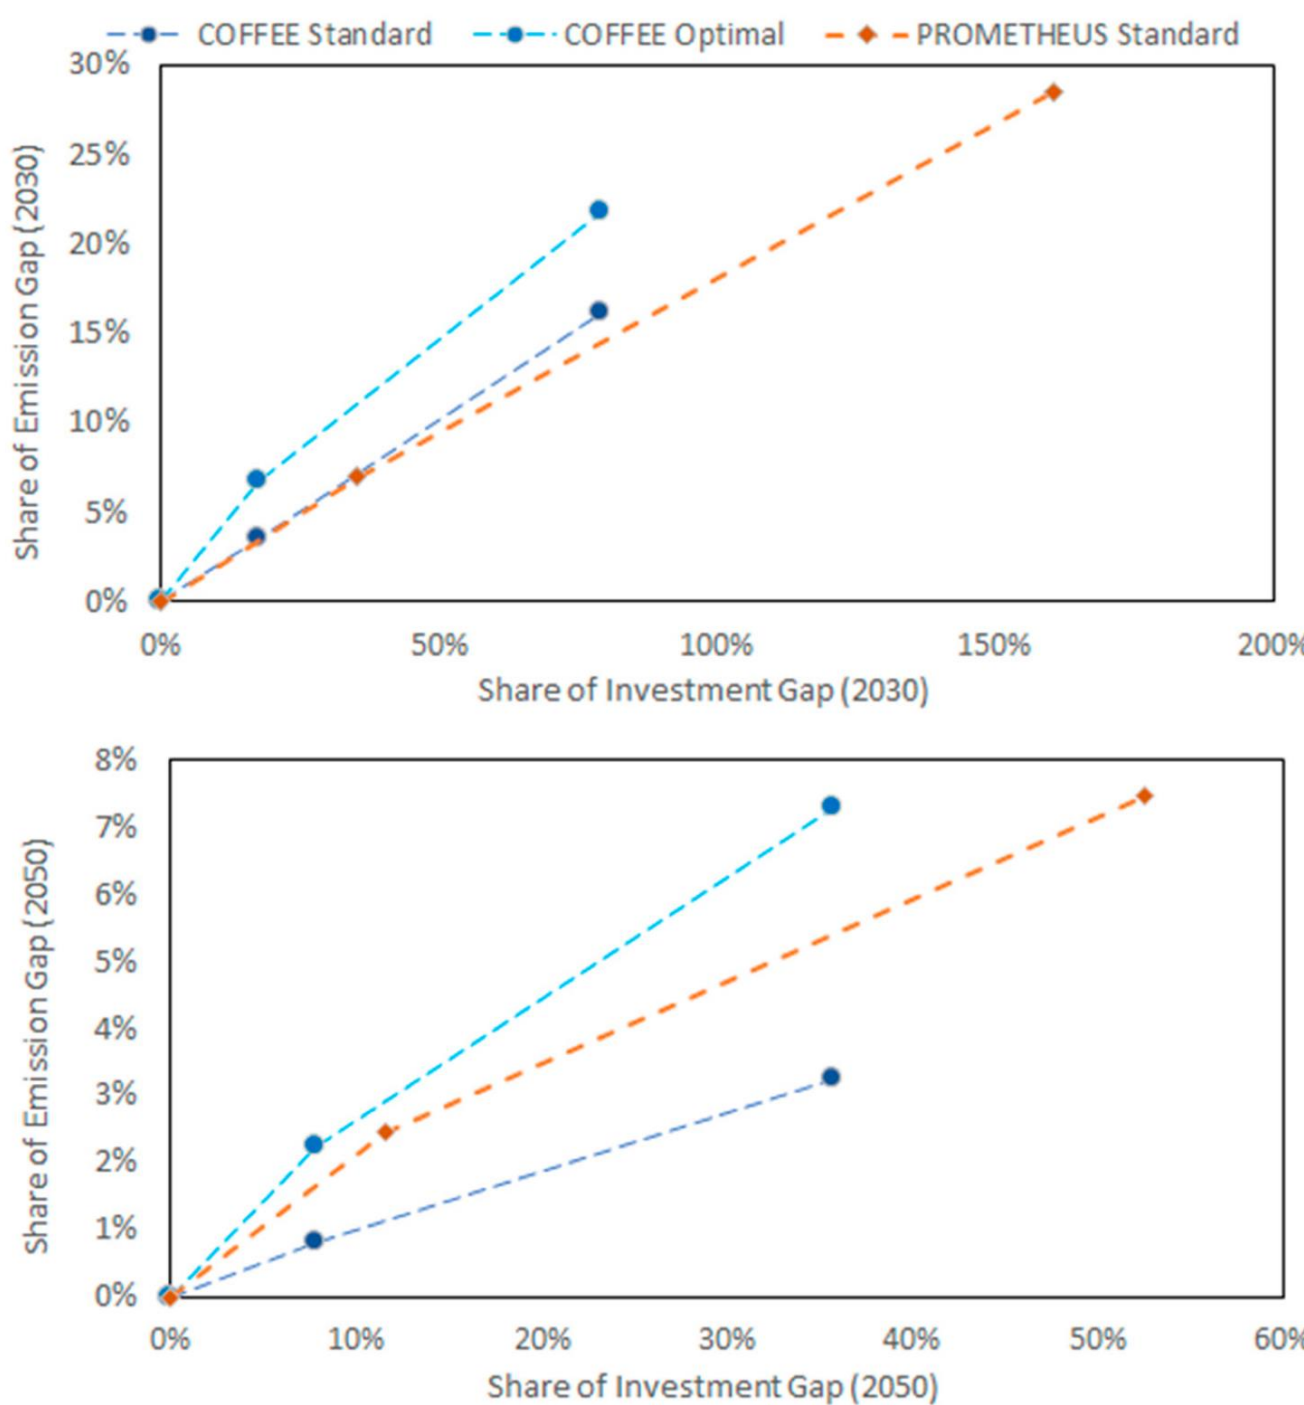 COFFEE Standard COFFEE Optimal PROMETHEUS Standard
30%
25%
20%
15%
10%
5%
0%
Share of Emission Gap (2030)
0% 50% 100% 150% 200%
Share of Investment Gap (2030)
8%
7%
6%
5%
4%
3%
2%
1%
0%
Share of Emission Gap (2050)
0% 10% 20% 30% 40% 50% 60%
Share of Investment Gap (2050)